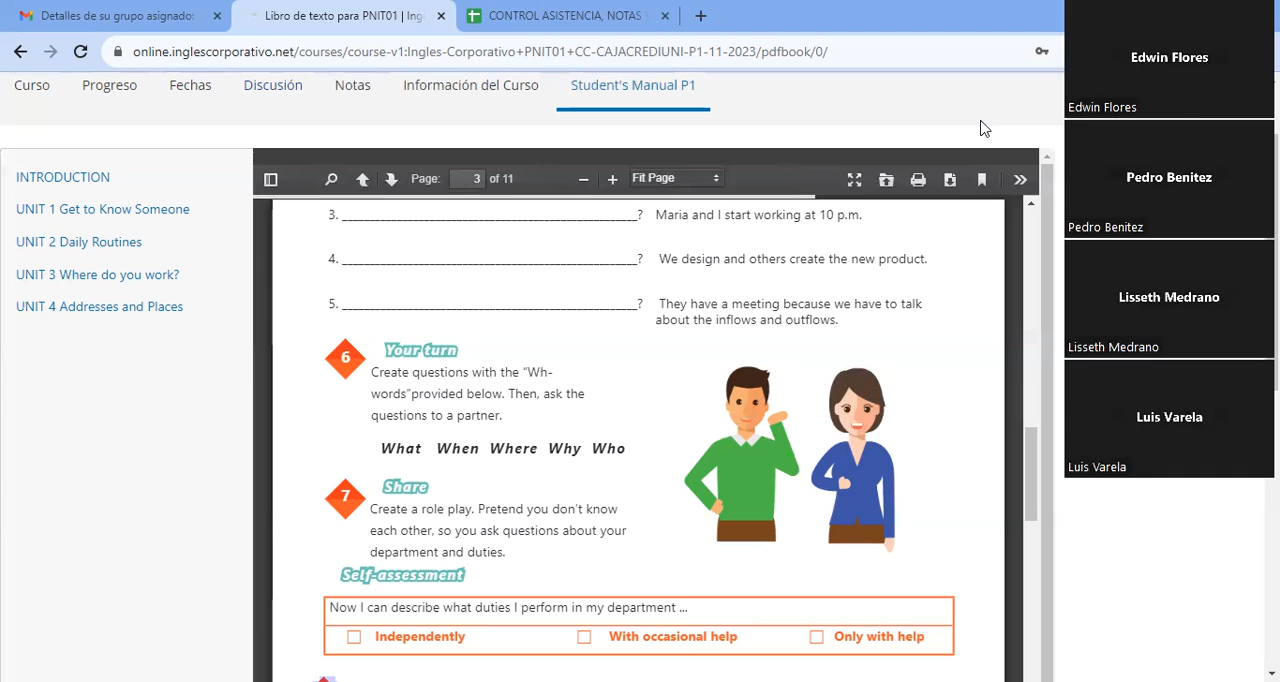 Detalles de su grupo asignado:
Libro de texto para PNIT01 | Ing
CONTROL ASISTENCIA, NOTAS
online.inglescorporativo.net/courses/course-v1:Ingles-Corporativo+PNIT01+CC-CAJACREDIUNI-P1-11-2023/pdfbook/0/
Curso Progreso Fechas Discusión Notas Información del Curso Student's Manual P1
INTRODUCTION
UNIT 1 Get to Know Someone
UNIT 2 Daily Routines
UNIT 3 Where do you work?
UNIT 4 Addresses and Places
Page: 3 of 11 Fit Page
3. ______________________________________? Maria and I start working at 10 p.m.
4. ______________________________________? We design and others create the new product.
5. ______________________________________? They have a meeting because we have to talk
about the inflows and outflows.
6 Your turn
Create questions with the "Wh-
words"provided below. Then, ask the
questions to a partner.
What When Where Why Who
7 Share
Create a role play. Pretend you don't know
each other, so you ask questions about your
department and duties.
Self-assessment
Now I can describe what duties I perform in my department ...
Independently With occasional help Only with help
Edwin Flores
Edwin Flores
Pedro Benitez
Pedro Benitez
Lisseth Medrano
Lisseth Medrano
Luis Varela
Luis Varela